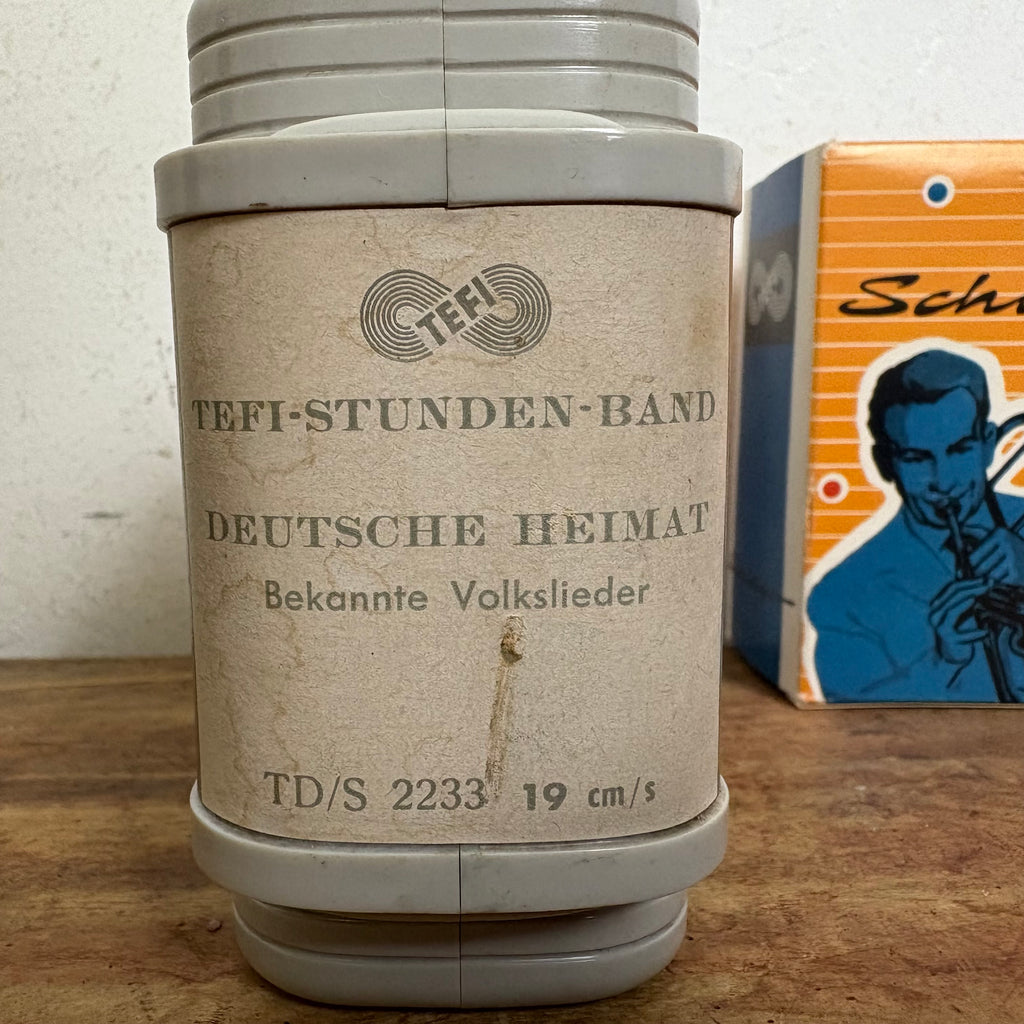 TEFI
TEFI-STUNDEN-BAND
DEUTSCHE HEIMAT
Bekannte Volkslieder
TD/S 2233 19 cm/s